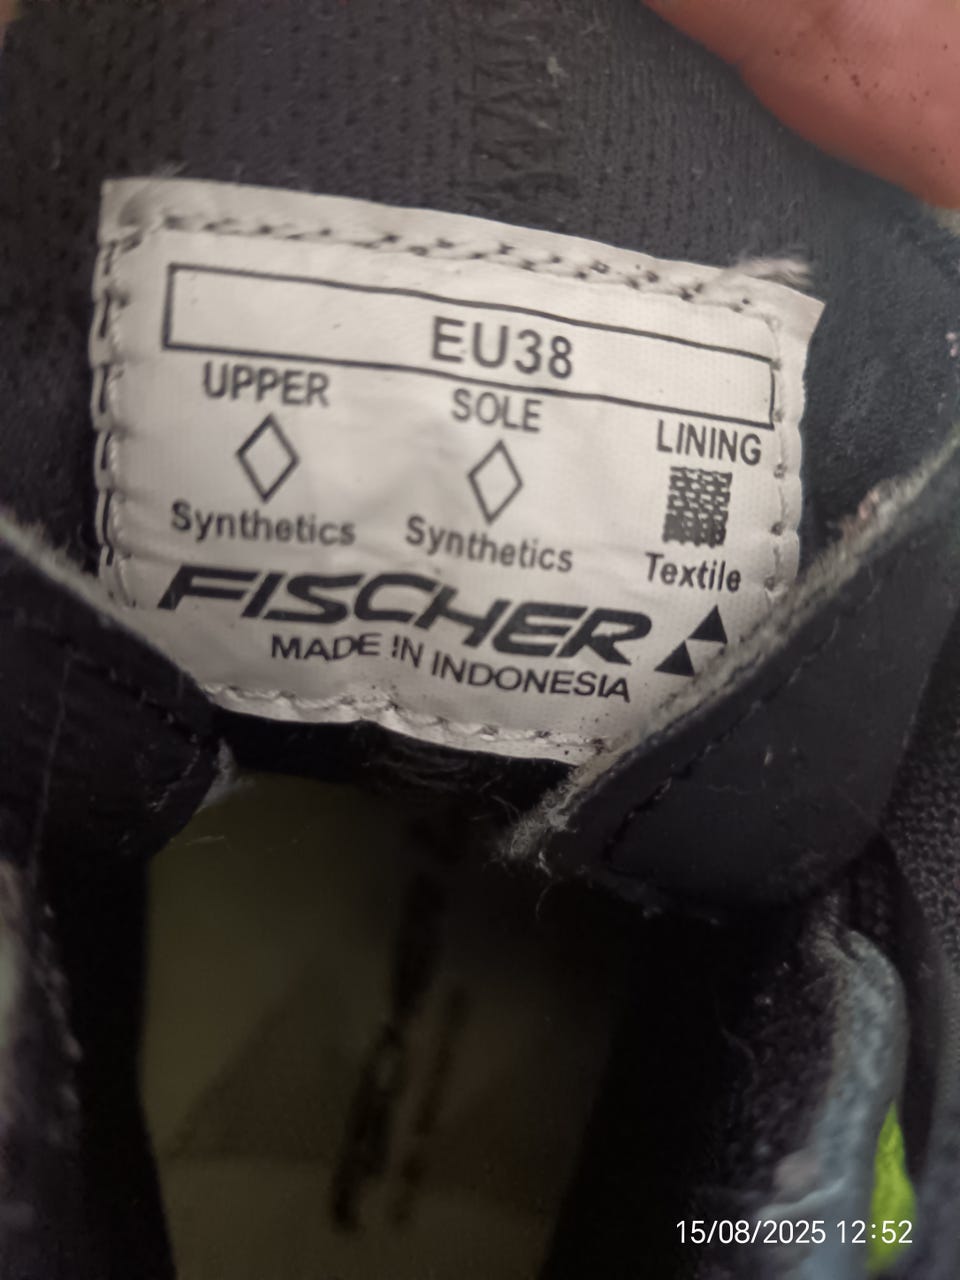 EU38
UPPER SOLE LINING
Synthetics Synthetics Textile
FISCHER
MADE IN INDONESIA
15/08/2025 12:52